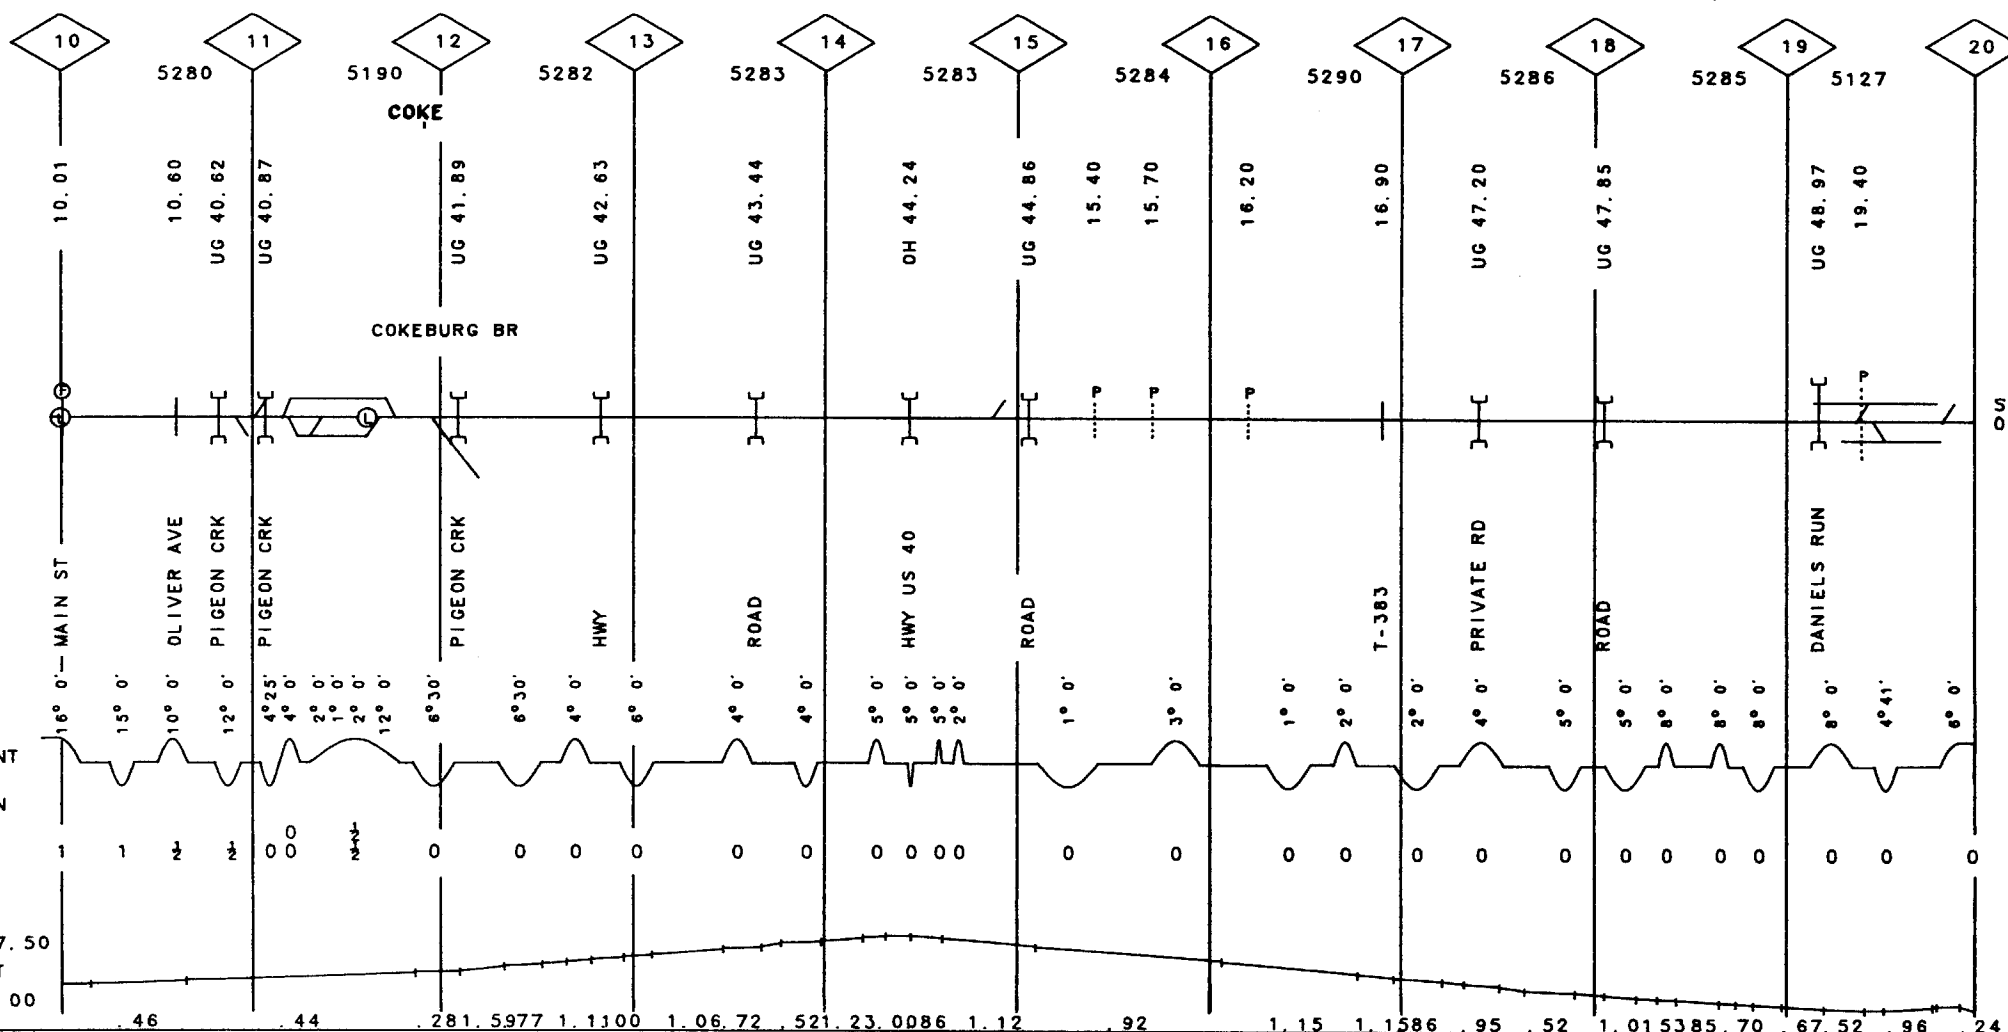 10 11 12 13 14 15 16 17 18 19 20
5280 5190 5282 5283 5283 5284 5290 5286 5285 5127
COKE
10.01 10.60 UG 40.62 UG 40.87 UG 41.89 UG 42.63 UG 43.44 OH 44.24 UG 44.86 15.40 15.70 16.20 16.90 UG 47.20 UG 47.85 UG 48.97 19.40
COKEBURG BR
T
L
P P P P
S
O
MAIN ST OLIVER AVE PIGEON CRK PIGEON CRK PIGEON CRK HWY ROAD HWY US 40 ROAD T-383 PRIVATE RD ROAD DANIELS RUN
16° 0' 15° 0' 10° 0' 12° 0' 4°25' 4° 0' 2° 0' 1° 0' 2° 0' 12° 0' 6°30' 6°30' 4° 0' 6° 0' 4° 0' 4° 0' 5° 0' 5° 0' 5° 0' 2° 0' 1° 0' 3° 0' 1° 0' 2° 0' 2° 0' 4° 0' 5° 0' 5° 0' 8° 0' 8° 0' 8° 0' 8° 0' 4°41' 6° 0'
NT
N
0 ½
1 1 ½ ½ 0 0 ½ 0 0 0 0 0 0 0 0 0 0 0 0 0 0 0 0 0 0 0 0 0 0 0 0
7.50
T
00
.46 .44 .281.5977 1.1300 1.06.72 .521.23.0086 1.12 .92 1.15 1.1586 .95 .52 1.015385.70 .67.52 .96 .24